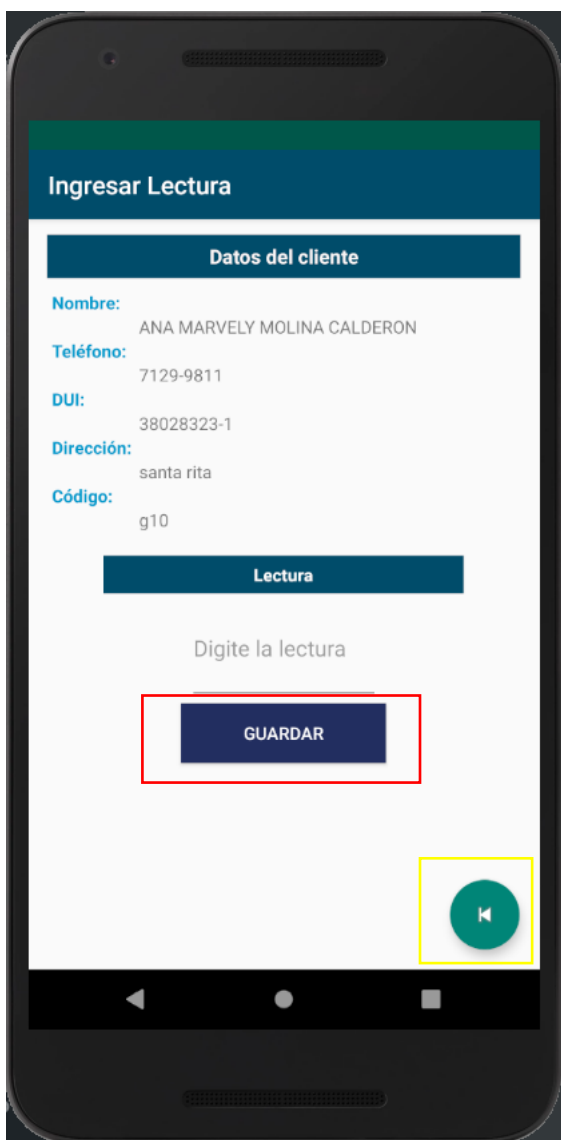 Ingresar Lectura
Datos del cliente
Nombre:
ANA MARVELY MOLINA CALDERON
Teléfono:
7129-9811
DUI:
38028323-1
Dirección:
santa rita
Código:
g10
Lectura
Digite la lectura
GUARDAR